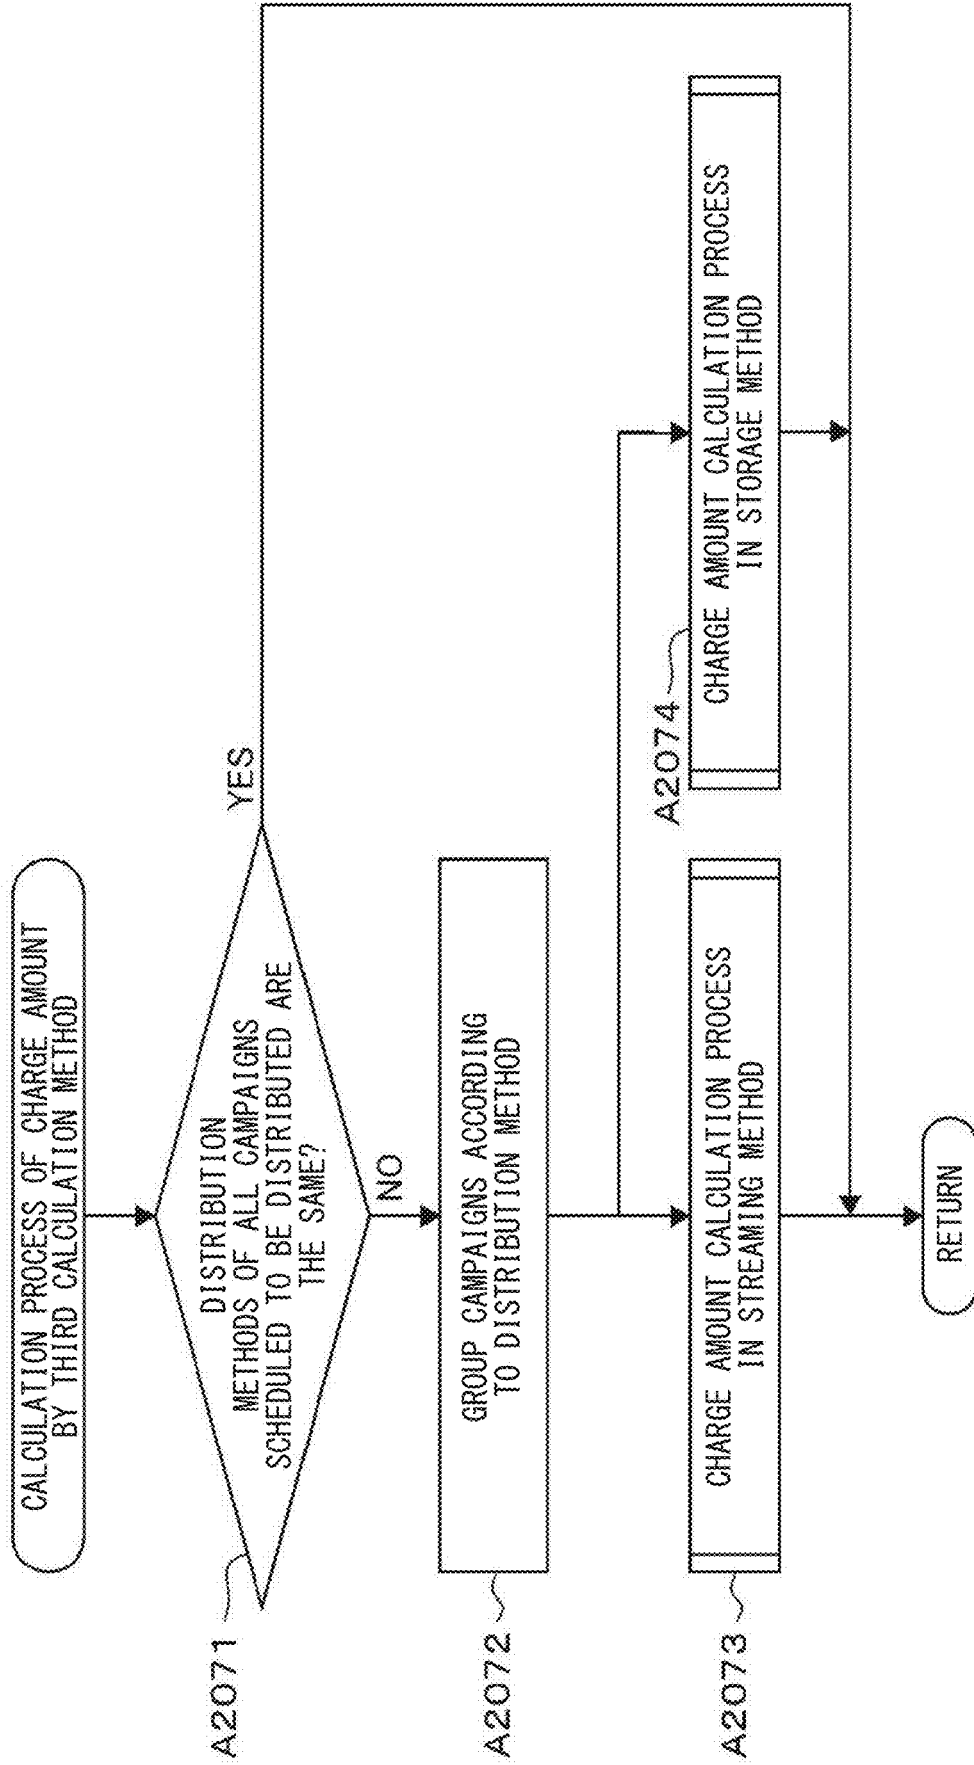 CALCULATION PROCESS OF CHARGE AMOUNT
BY THIRD CALCULATION METHOD
A2071
DISTRIBUTION
METHODS OF ALL CAMPAIGNS
SCHEDULED TO BE DISTRIBUTED ARE
THE SAME?
YES
NO
A2072
GROUP CAMPAIGNS ACCORDING
TO DISTRIBUTION METHOD
A2073
CHARGE AMOUNT CALCULATION PROCESS
IN STREAMING METHOD
A2074
CHARGE AMOUNT CALCULATION PROCESS
IN STORAGE METHOD
RETURN